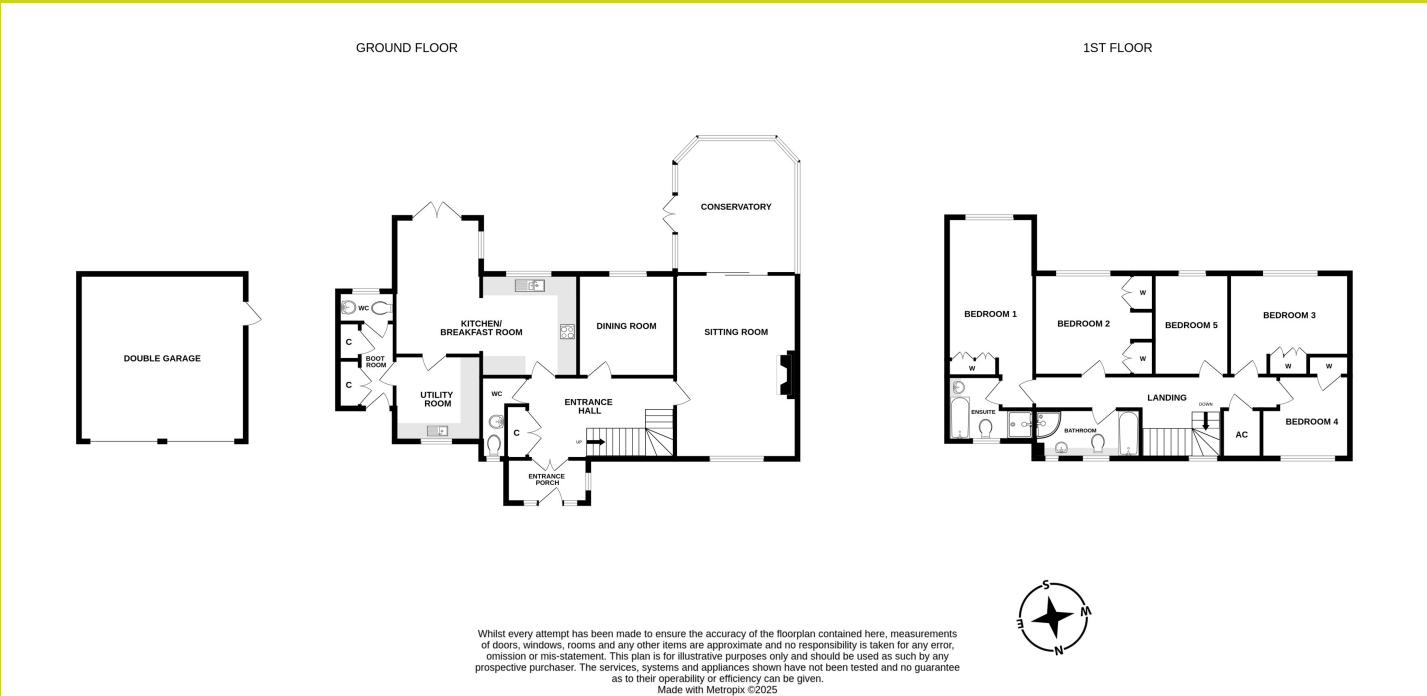 GROUND FLOOR
1ST FLOOR
CONSERVATORY
WC
KITCHEN/
BREAKFAST ROOM
DINING ROOM
SITTING ROOM
DOUBLE GARAGE
C
BOOT
ROOM
C
UTILITY
ROOM
WC
ENTRANCE
HALL
C
UP
ENTRANCE
PORCH
BEDROOM 1
W
BEDROOM 2
W
W
BEDROOM 5
BEDROOM 3
W
W
ENSUITE
LANDING
DOWN
BATHROOM
AC
BEDROOM 4
S
W
E
N
Whilst every attempt has been made to ensure the accuracy of the floorplan contained here, measurements
of doors, windows, rooms and any other items are approximate and no responsibility is taken for any error,
omission or mis-statement. This plan is for illustrative purposes only and should be used as such by any
prospective purchaser. The services, systems and appliances shown have not been tested and no guarantee
as to their operability or efficiency can be given.
Made with Metropix ©2025